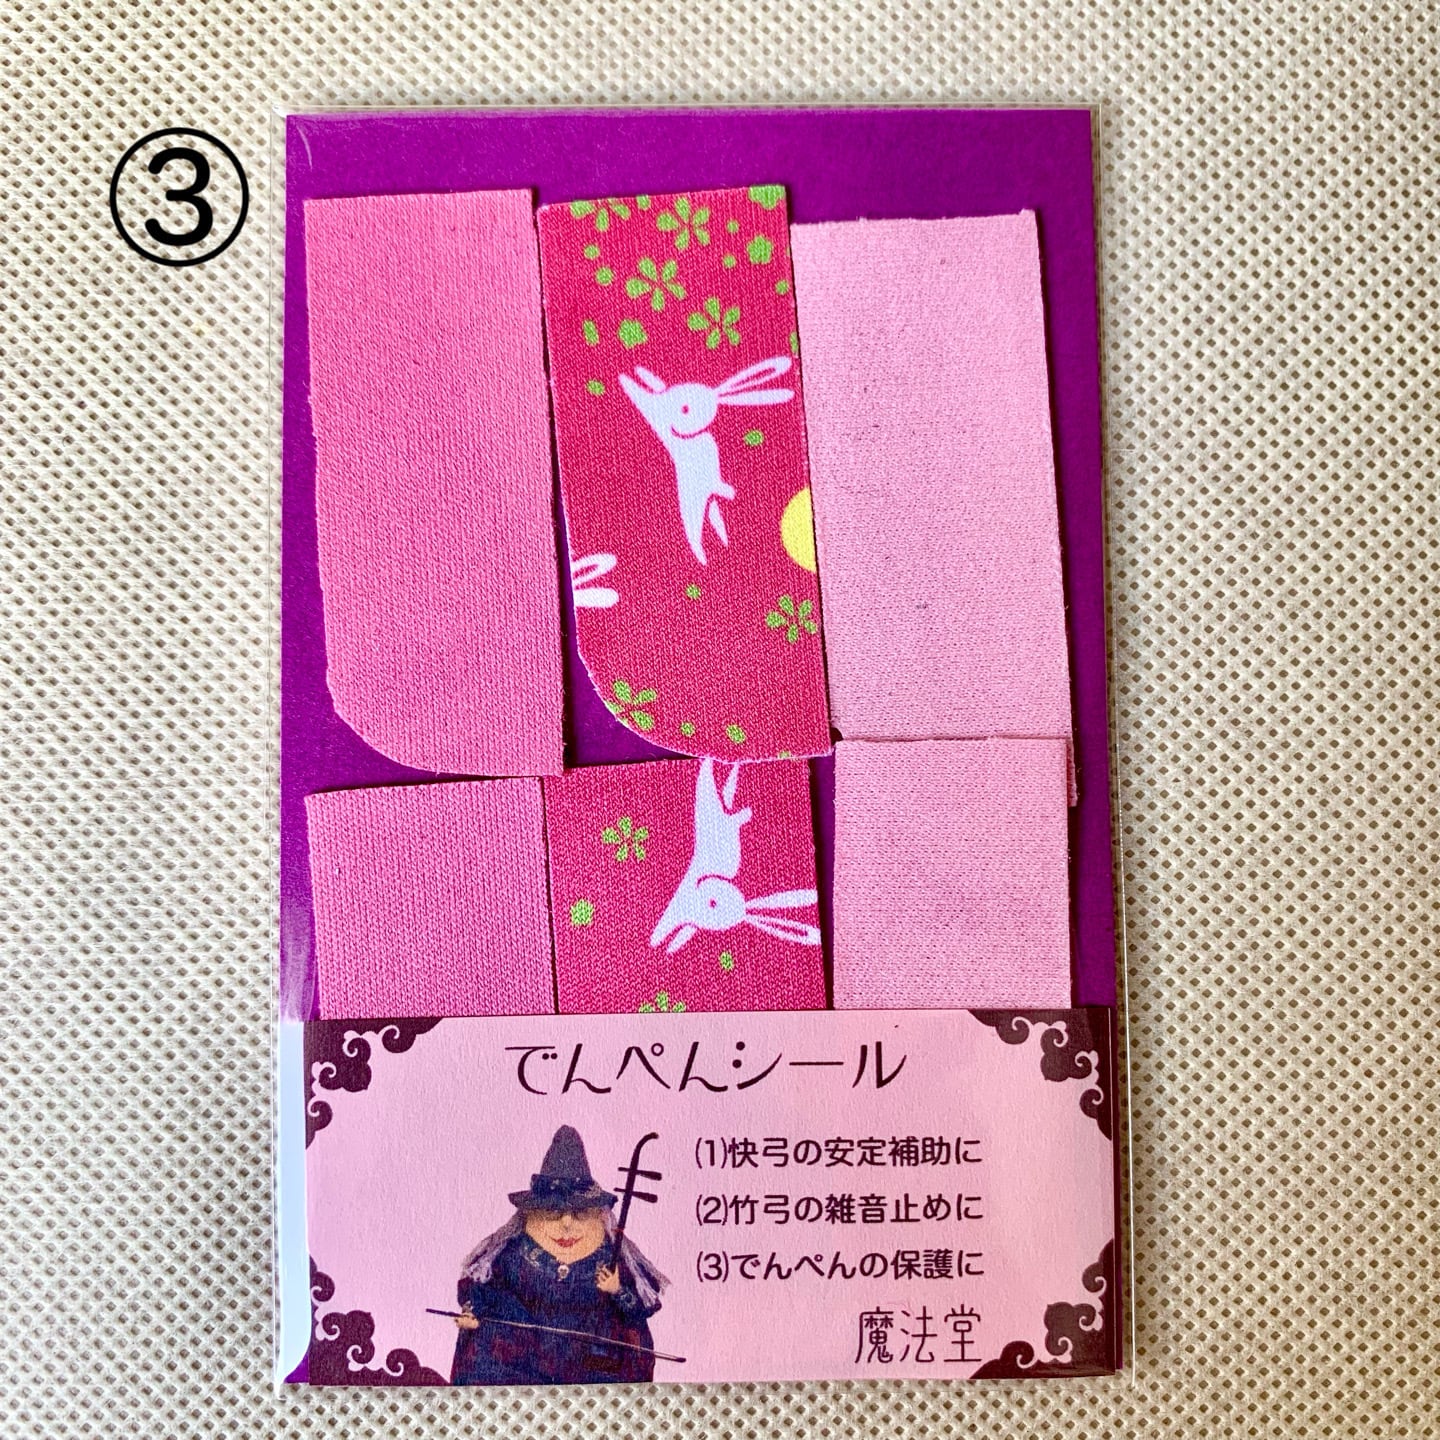 ③
でんぺんシール
(1)快弓の安定補助に
(2)竹弓の雑音止めに
(3)でんぺんの保護に
魔法堂